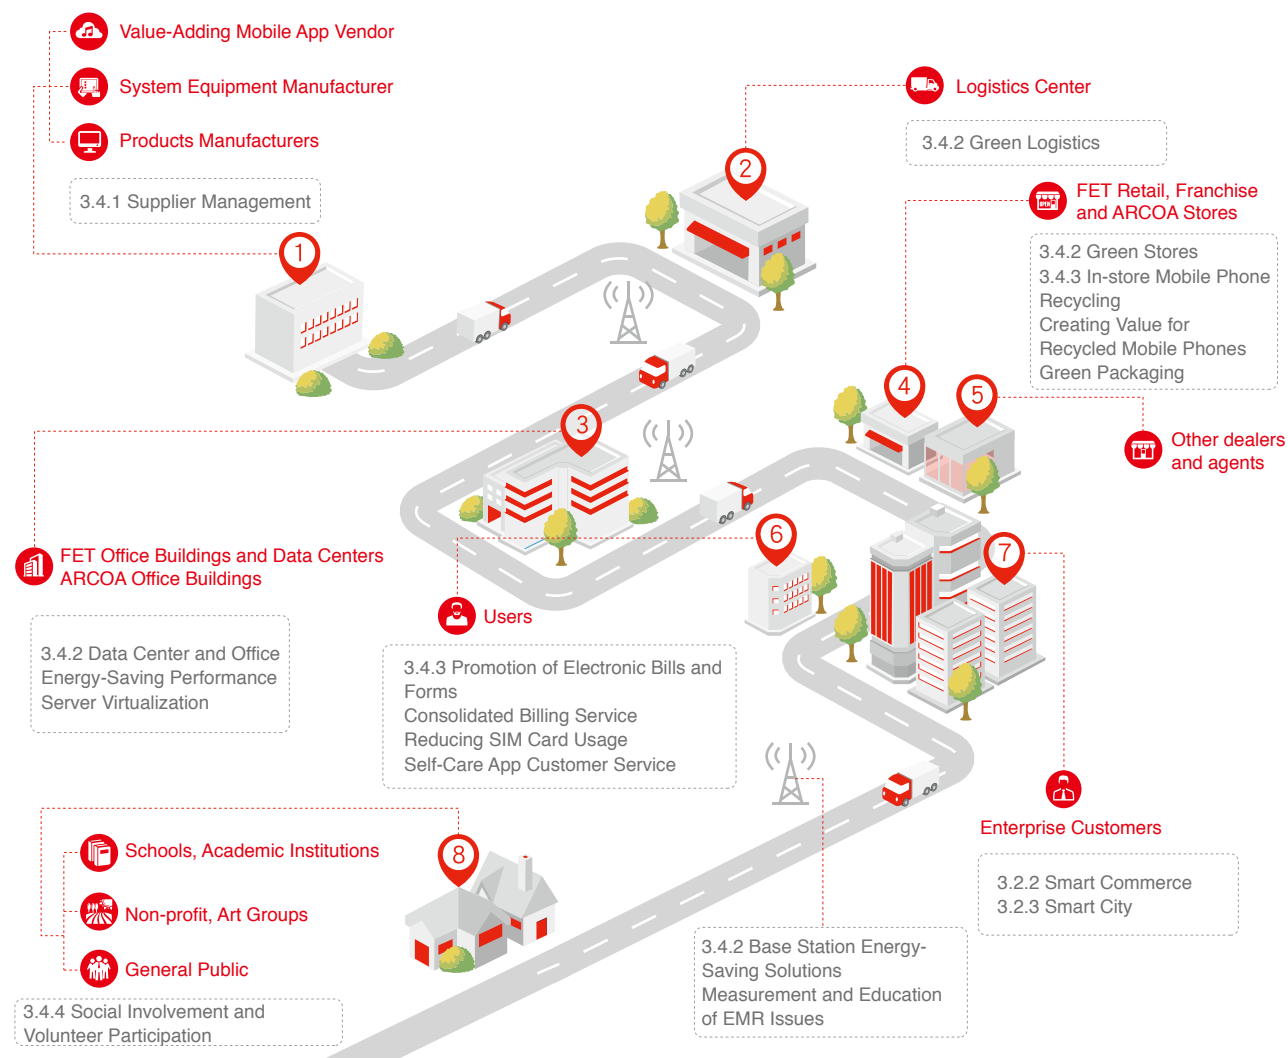 Value-Adding Mobile App Vendor
System Equipment Manufacturer
Products Manufacturers
3.4.1 Supplier Management
1
2
Logistics Center
3.4.2 Green Logistics
FET Retail, Franchise
and ARCOA Stores
3.4.2 Green Stores
3.4.3 In-store Mobile Phone
Recycling
Creating Value for
Recycled Mobile Phones
Green Packaging
4
5
Other dealers
and agents
3
FET Office Buildings and Data Centers
ARCOA Office Buildings
3.4.2 Data Center and Office
Energy-Saving Performance
Server Virtualization
6
Users
3.4.3 Promotion of Electronic Bills and
Forms
Consolidated Billing Service
Reducing SIM Card Usage
Self-Care App Customer Service
7
Enterprise Customers
3.2.2 Smart Commerce
3.2.3 Smart City
8
Schools, Academic Institutions
Non-profit, Art Groups
General Public
3.4.4 Social Involvement and
Volunteer Participation
3.4.2 Base Station Energy-
Saving Solutions
Measurement and Education
of EMR Issues